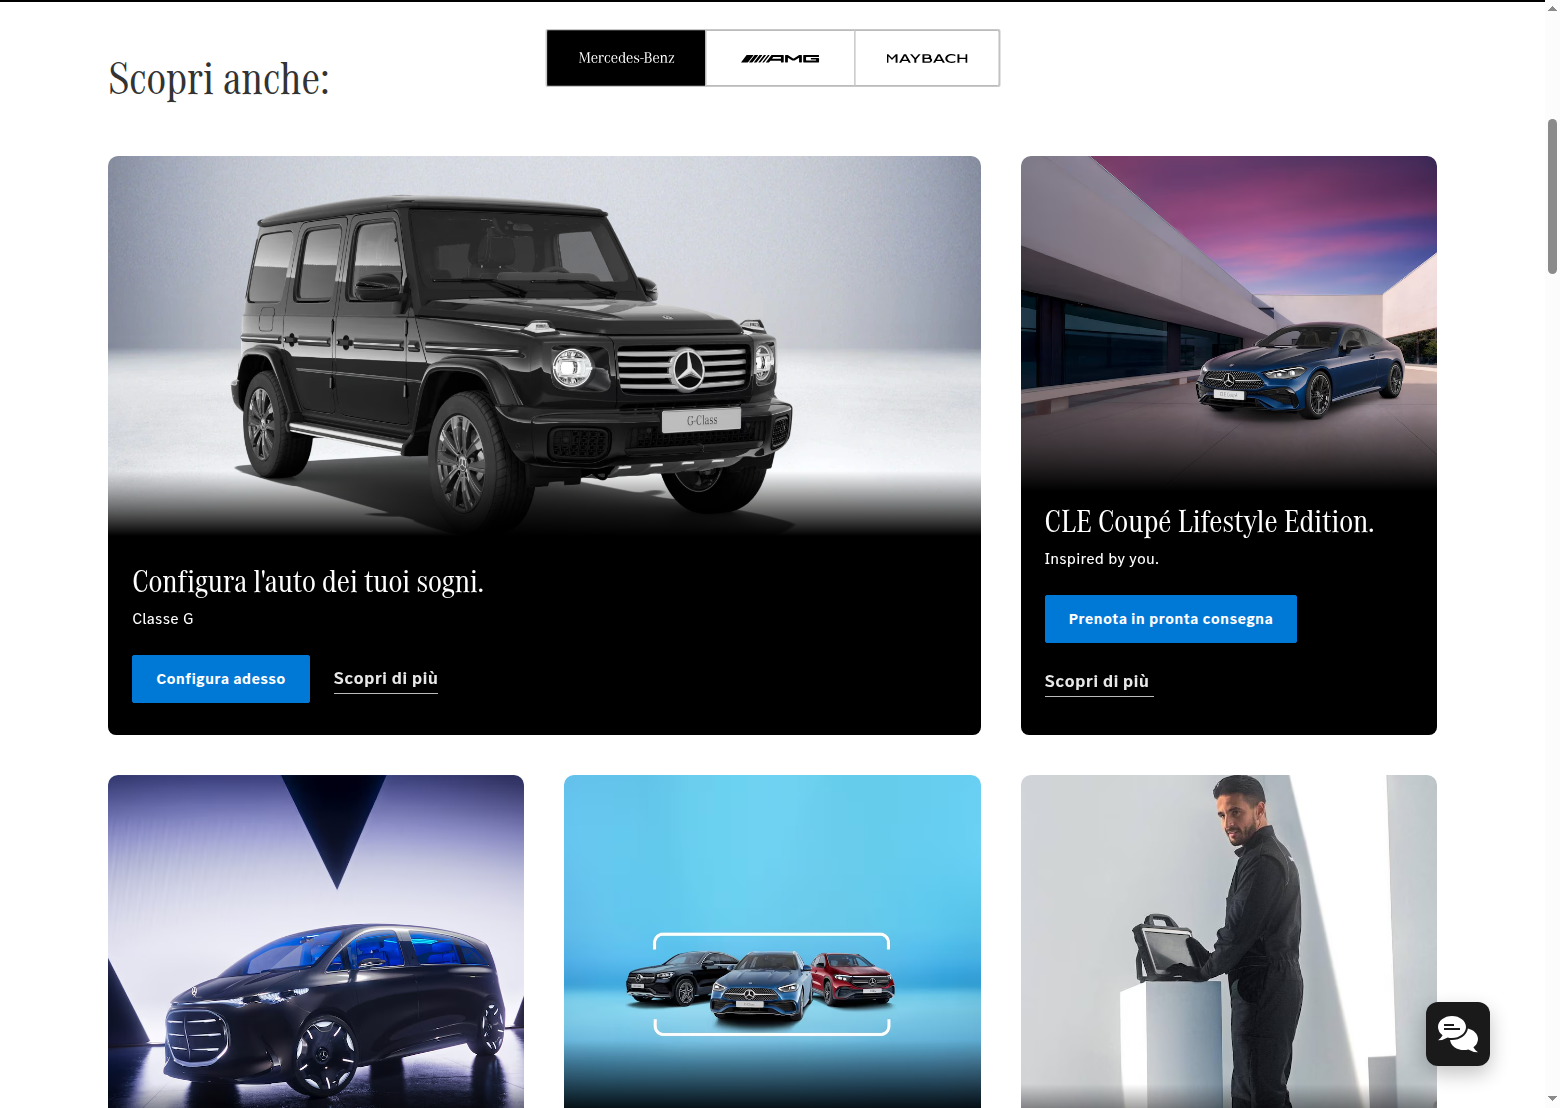 Mercedes-Benz
AMG
MAYBACH
Scopri anche:
G-Class
Configura l'auto dei tuoi sogni.
Classe G
Configura adesso
Scopri di più
CLE Coupé Lifestyle Edition.
Inspired by you.
Prenota in pronta consegna
Scopri di più